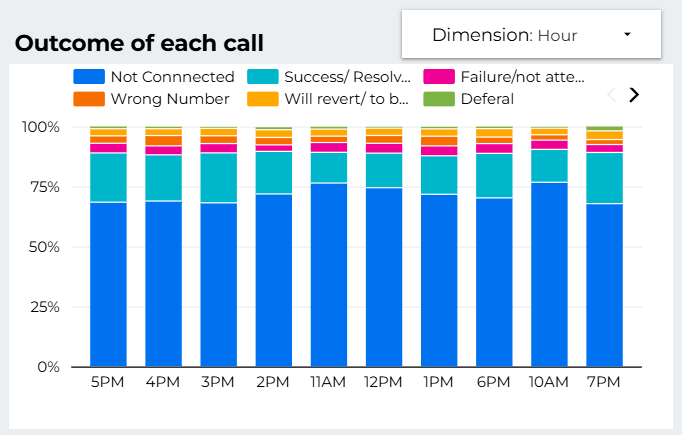 Outcome of each call
Dimension: Hour
Not Connnected
Success/ Resolv...
Failure/not atte...
Wrong Number
Will revert/ to b...
Deferal
100%
75%
50%
25%
0%
5PM 4PM 3PM 2PM 11AM 12PM 1PM 6PM 10AM 7PM